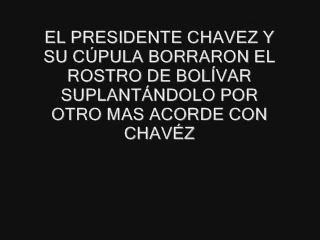 EL PRESIDENTE CHAVEZ Y
SU CÚPULA BORRARON EL
ROSTRO DE BOLÍVAR
SUPLANTÁNDOLO POR
OTRO MAS ACORDE CON
CHAVÉZ